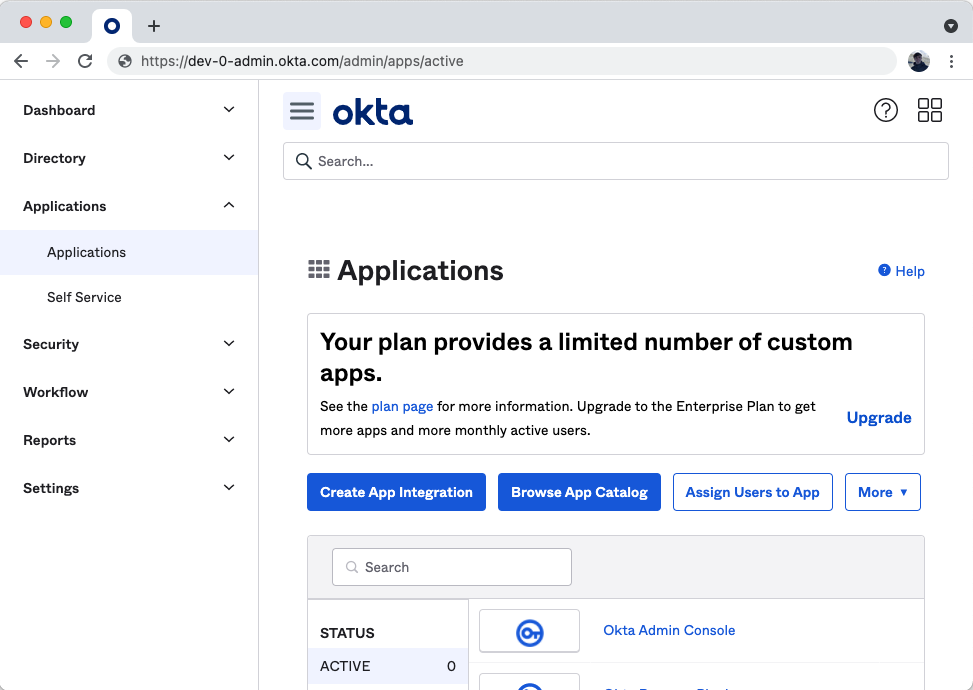 https://dev-0-admin.okta.com/admin/apps/active
Dashboard
Directory
Applications
Applications
Self Service
Security
Workflow
Reports
Settings
okta
Search...
Applications
Help
Your plan provides a limited number of custom
apps.
See the plan page for more information. Upgrade to the Enterprise Plan to get
more apps and more monthly active users.
Upgrade
Create App Integration
Browse App Catalog
Assign Users to App
More
Search
STATUS
ACTIVE 0
Okta Admin Console